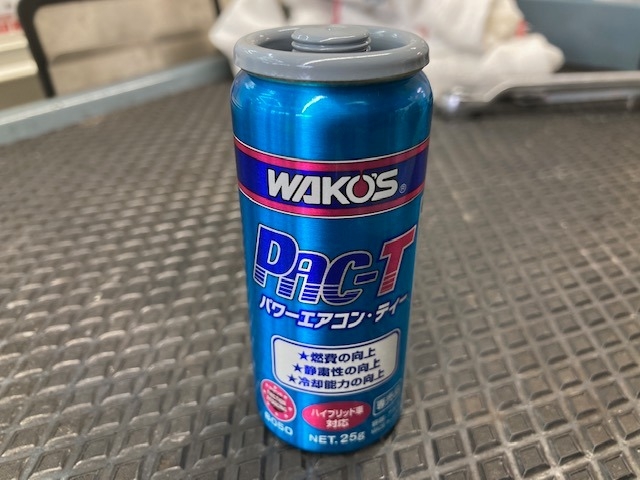 WAKO'S®
PAC-T
パワーエアコン・ティー
★燃費の向上
★静粛性の向上
★冷却能力の向上
ハイブリッド車
対応
NET. 25g